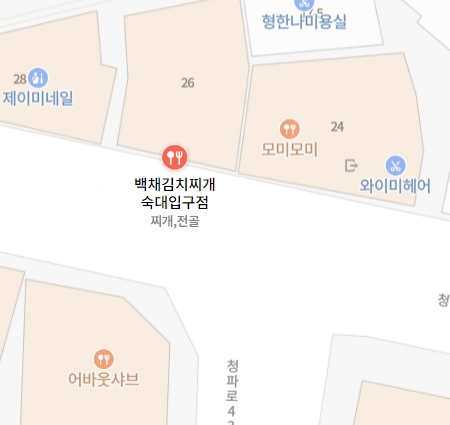 형한나미용실
28
제이미네일
26
24
모미모미
와이미헤어
백채김치찌개
숙대입구점
찌개,전골
청
어바웃샤브
청파로4